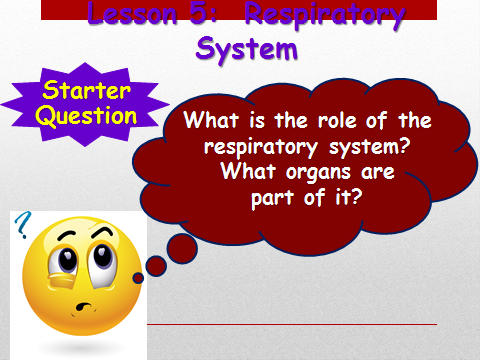 Lesson 5: Respiratory
System
Starter
Question
What is the role of the
respiratory system?
What organs are
part of it?
?